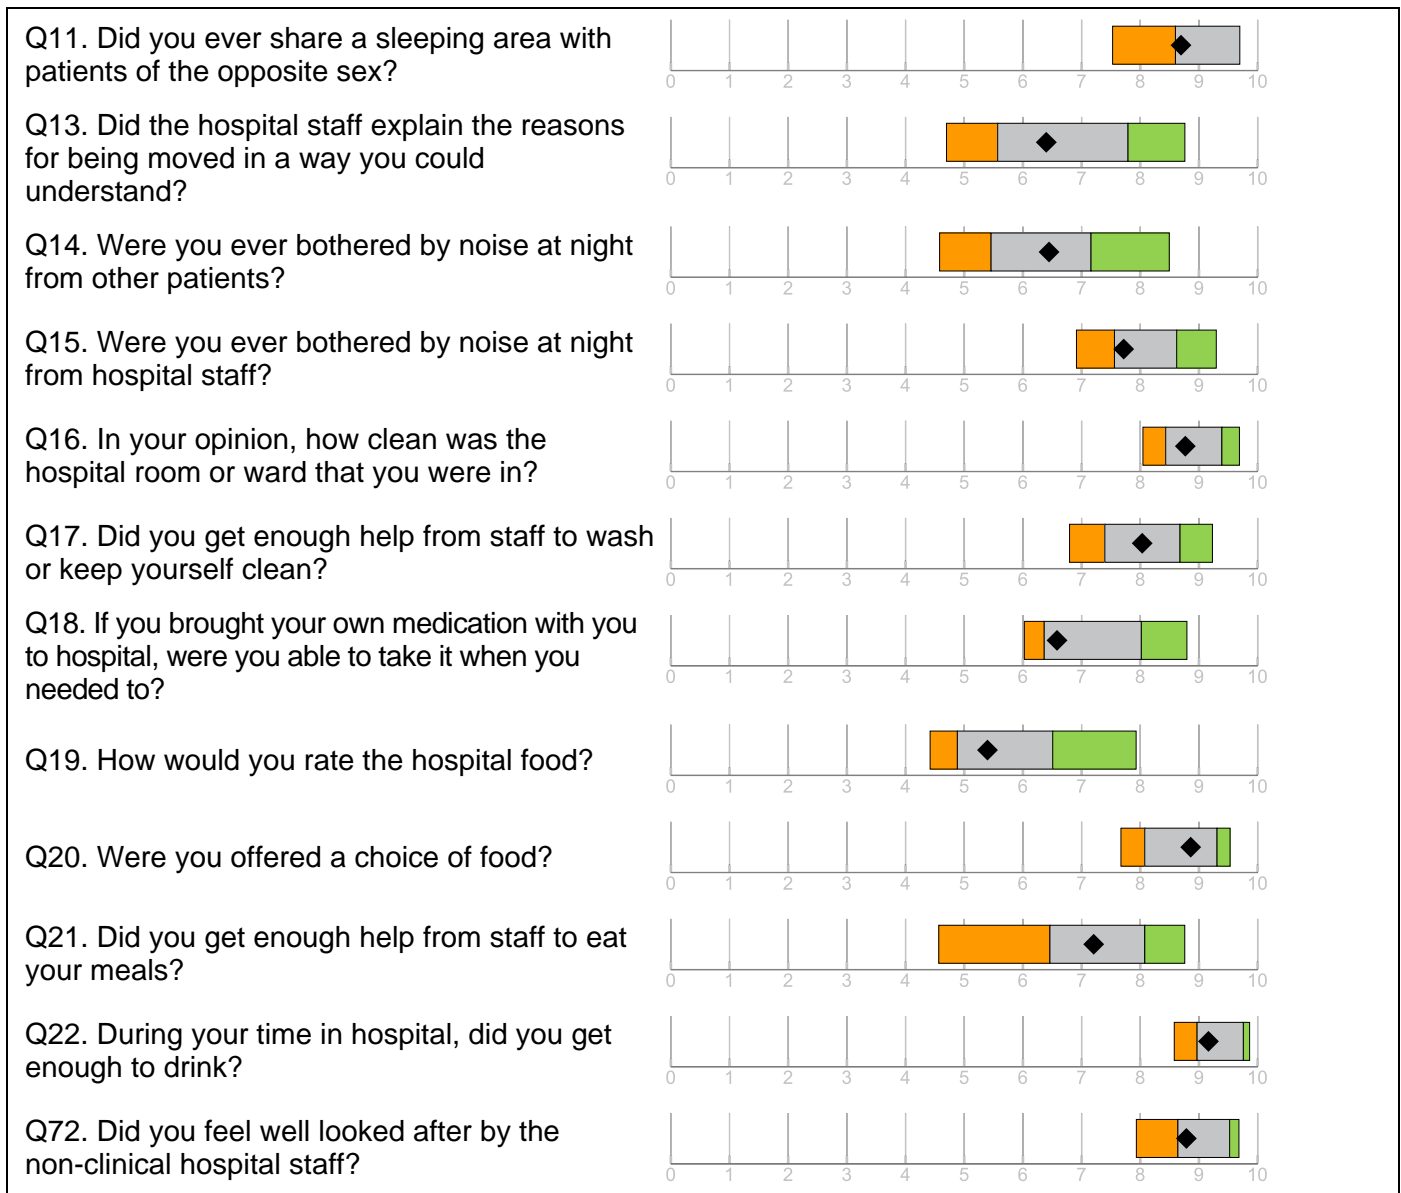 Q11. Did you ever share a sleeping area with
patients of the opposite sex?
0 1 2 3 4 5 6 7 8 9 10
Q13. Did the hospital staff explain the reasons
for being moved in a way you could
understand?
0 1 2 3 4 5 6 7 8 9 10
Q14. Were you ever bothered by noise at night
from other patients?
0 1 2 3 4 5 6 7 8 9 10
Q15. Were you ever bothered by noise at night
from hospital staff?
0 1 2 3 4 5 6 7 8 9 10
Q16. In your opinion, how clean was the
hospital room or ward that you were in?
0 1 2 3 4 5 6 7 8 9 10
Q17. Did you get enough help from staff to wash
or keep yourself clean?
0 1 2 3 4 5 6 7 8 9 10
Q18. If you brought your own medication with you
to hospital, were you able to take it when you
needed to?
0 1 2 3 4 5 6 7 8 9 10
Q19. How would you rate the hospital food?
0 1 2 3 4 5 6 7 8 9 10
Q20. Were you offered a choice of food?
0 1 2 3 4 5 6 7 8 9 10
Q21. Did you get enough help from staff to eat
your meals?
0 1 2 3 4 5 6 7 8 9 10
Q22. During your time in hospital, did you get
enough to drink?
0 1 2 3 4 5 6 7 8 9 10
Q72. Did you feel well looked after by the
non-clinical hospital staff?
0 1 2 3 4 5 6 7 8 9 10